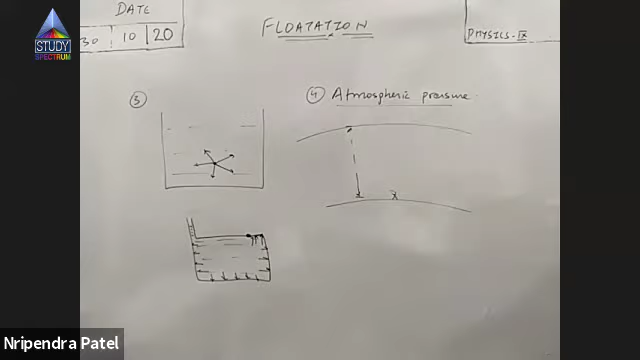 DATE
30 10 20
STUDY
SPECTRUM
FLOATATION
PHYSICS-IX
3
4 Atmospheric pressure
Nripendra Patel